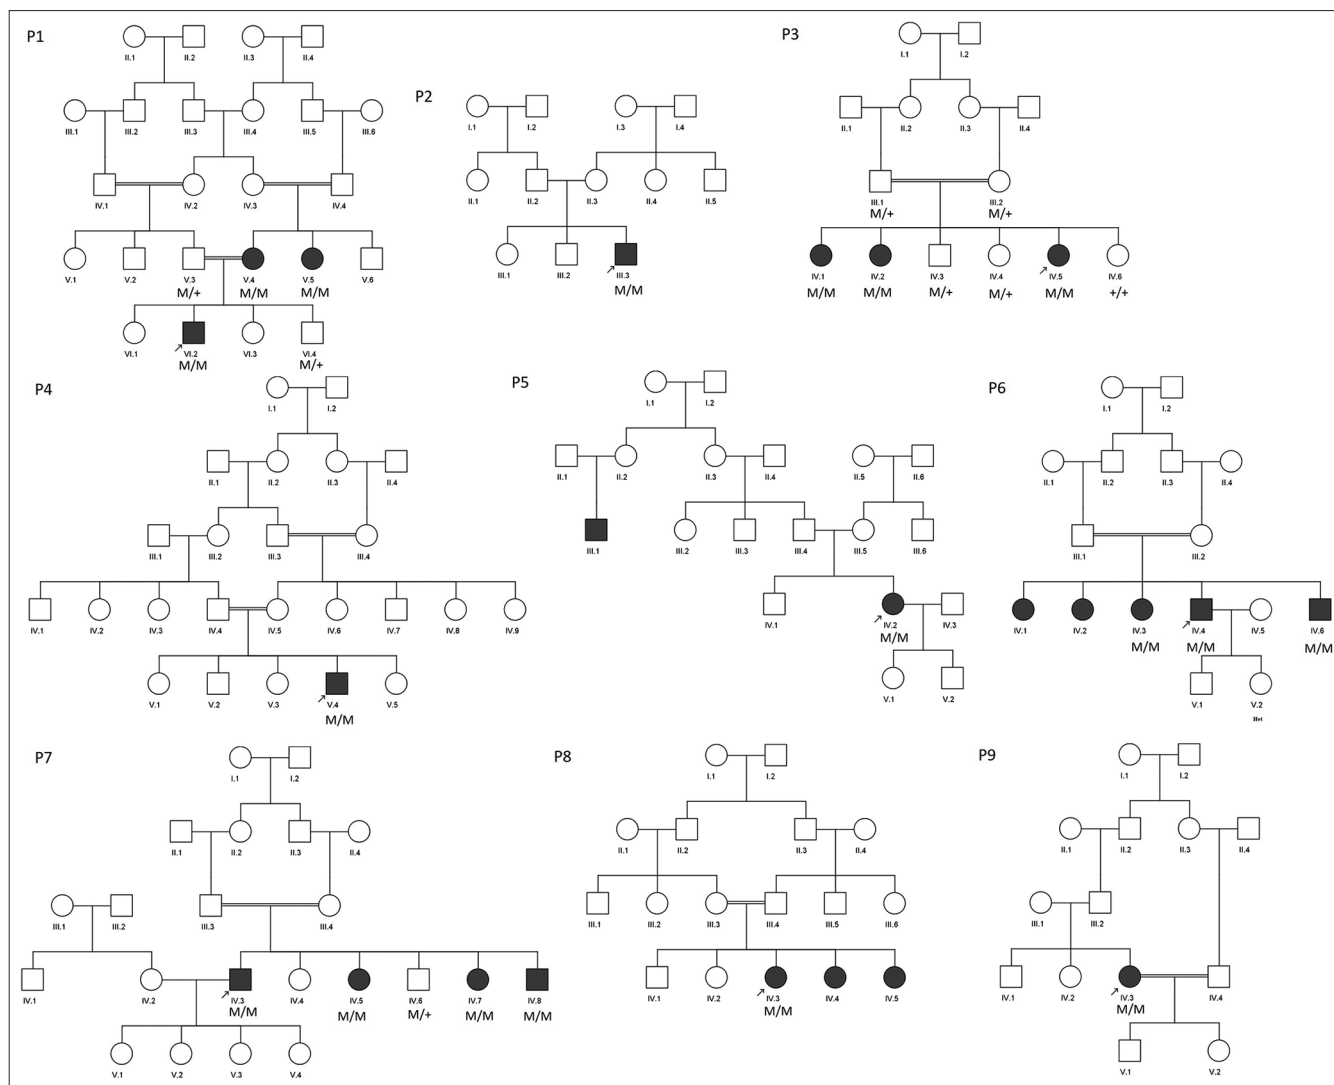 P1
II.1 II.2 II.3 II.4
III.1 III.2 III.3 III.4 III.5 III.6
IV.1 IV.2 IV.3 IV.4
V.1 V.2 V.3 V.4 V.5 V.6
M/+ M/M M/M
VI.1 VI.2 VI.3 VI.4
M/M M/+
P2
I.1 I.2 I.3 I.4
II.1 II.2 II.3 II.4 II.5
III.1 III.2 III.3
M/M
P3
I.1 I.2
II.1 II.2 II.3 II.4
III.1 III.2
M/+ M/+
IV.1 IV.2 IV.3 IV.4 IV.5 IV.6
M/M M/M M/+ M/+ M/M +/+
P4
I.1 I.2
II.1 II.2 II.3 II.4
III.1 III.2 III.3 III.4
IV.1 IV.2 IV.3 IV.4 IV.5 IV.6 IV.7 IV.8 IV.9
V.1 V.2 V.3 V.4 V.5
M/M
P5
I.1 I.2
II.1 II.2 II.3 II.4 II.5 II.6
III.1 III.2 III.3 III.4 III.5 III.6
IV.1 IV.2 IV.3
M/M
V.1 V.2
P6
I.1 I.2
II.1 II.2 II.3 II.4
III.1 III.2
IV.1 IV.2 IV.3 IV.4 IV.5 IV.6
M/M M/M M/M
V.1 V.2
Het
P7
I.1 I.2
II.1 II.2 II.3 II.4
III.1 III.2 III.3 III.4
IV.1 IV.2 IV.3 IV.4 IV.5 IV.6 IV.7 IV.8
M/M M/M M/+ M/M M/M
V.1 V.2 V.3 V.4
P8
I.1 I.2
II.1 II.2 II.3 II.4
III.1 III.2 III.3 III.4 III.5 III.6
IV.1 IV.2 IV.3 IV.4 IV.5
M/M
P9
I.1 I.2
II.1 II.2 II.3 II.4
III.1 III.2
IV.1 IV.2 IV.3 IV.4
M/M
V.1 V.2